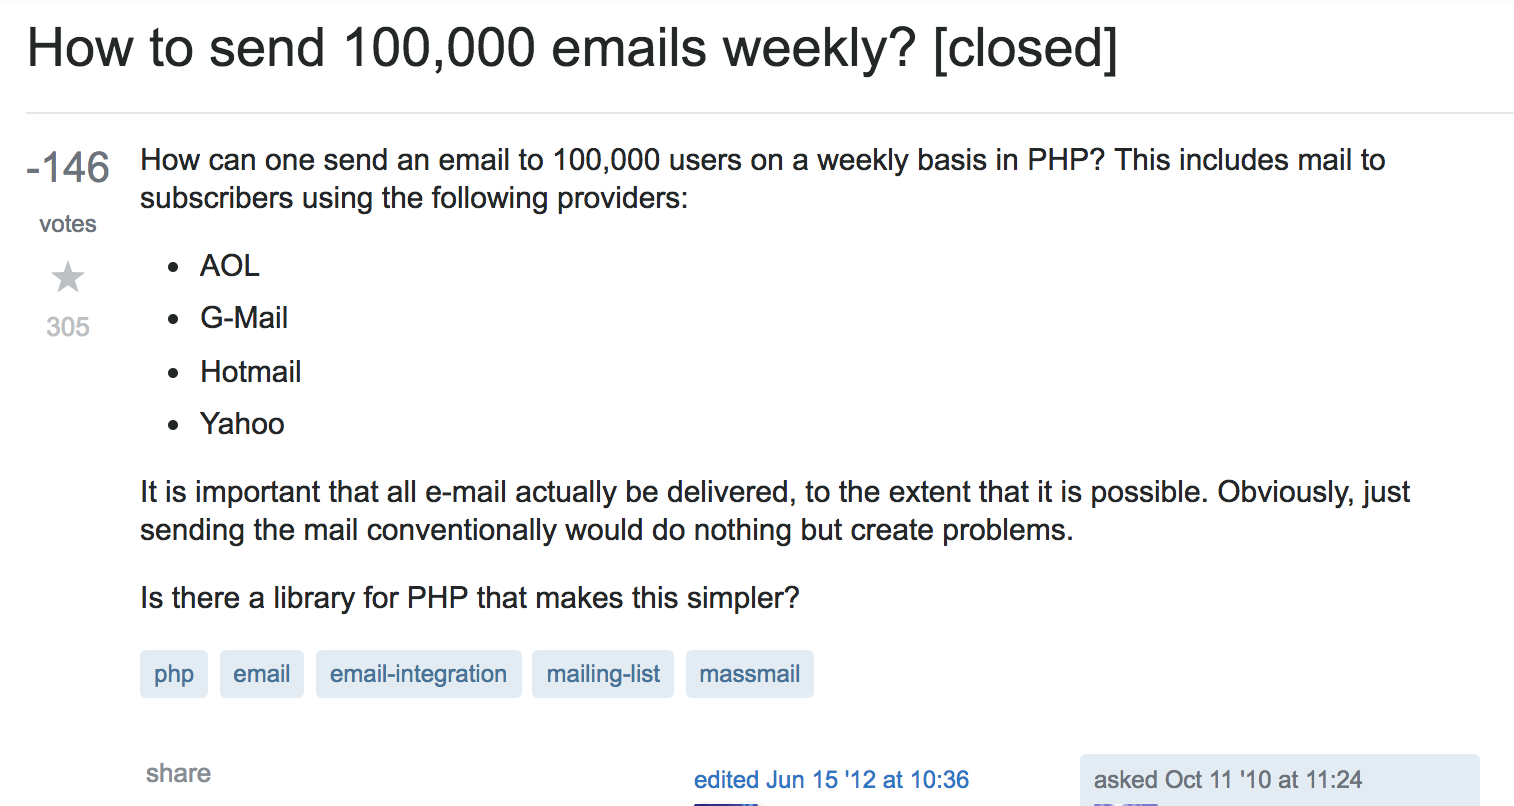 How to send 100,000 emails weekly? [closed]
-146
votes
305
How can one send an email to 100,000 users on a weekly basis in PHP? This includes mail to
subscribers using the following providers:
• AOL
• G-Mail
• Hotmail
• Yahoo
It is important that all e-mail actually be delivered, to the extent that it is possible. Obviously, just
sending the mail conventionally would do nothing but create problems.
Is there a library for PHP that makes this simpler?
php email email-integration mailing-list massmail
share
edited Jun 15 '12 at 10:36
asked Oct 11 '10 at 11:24